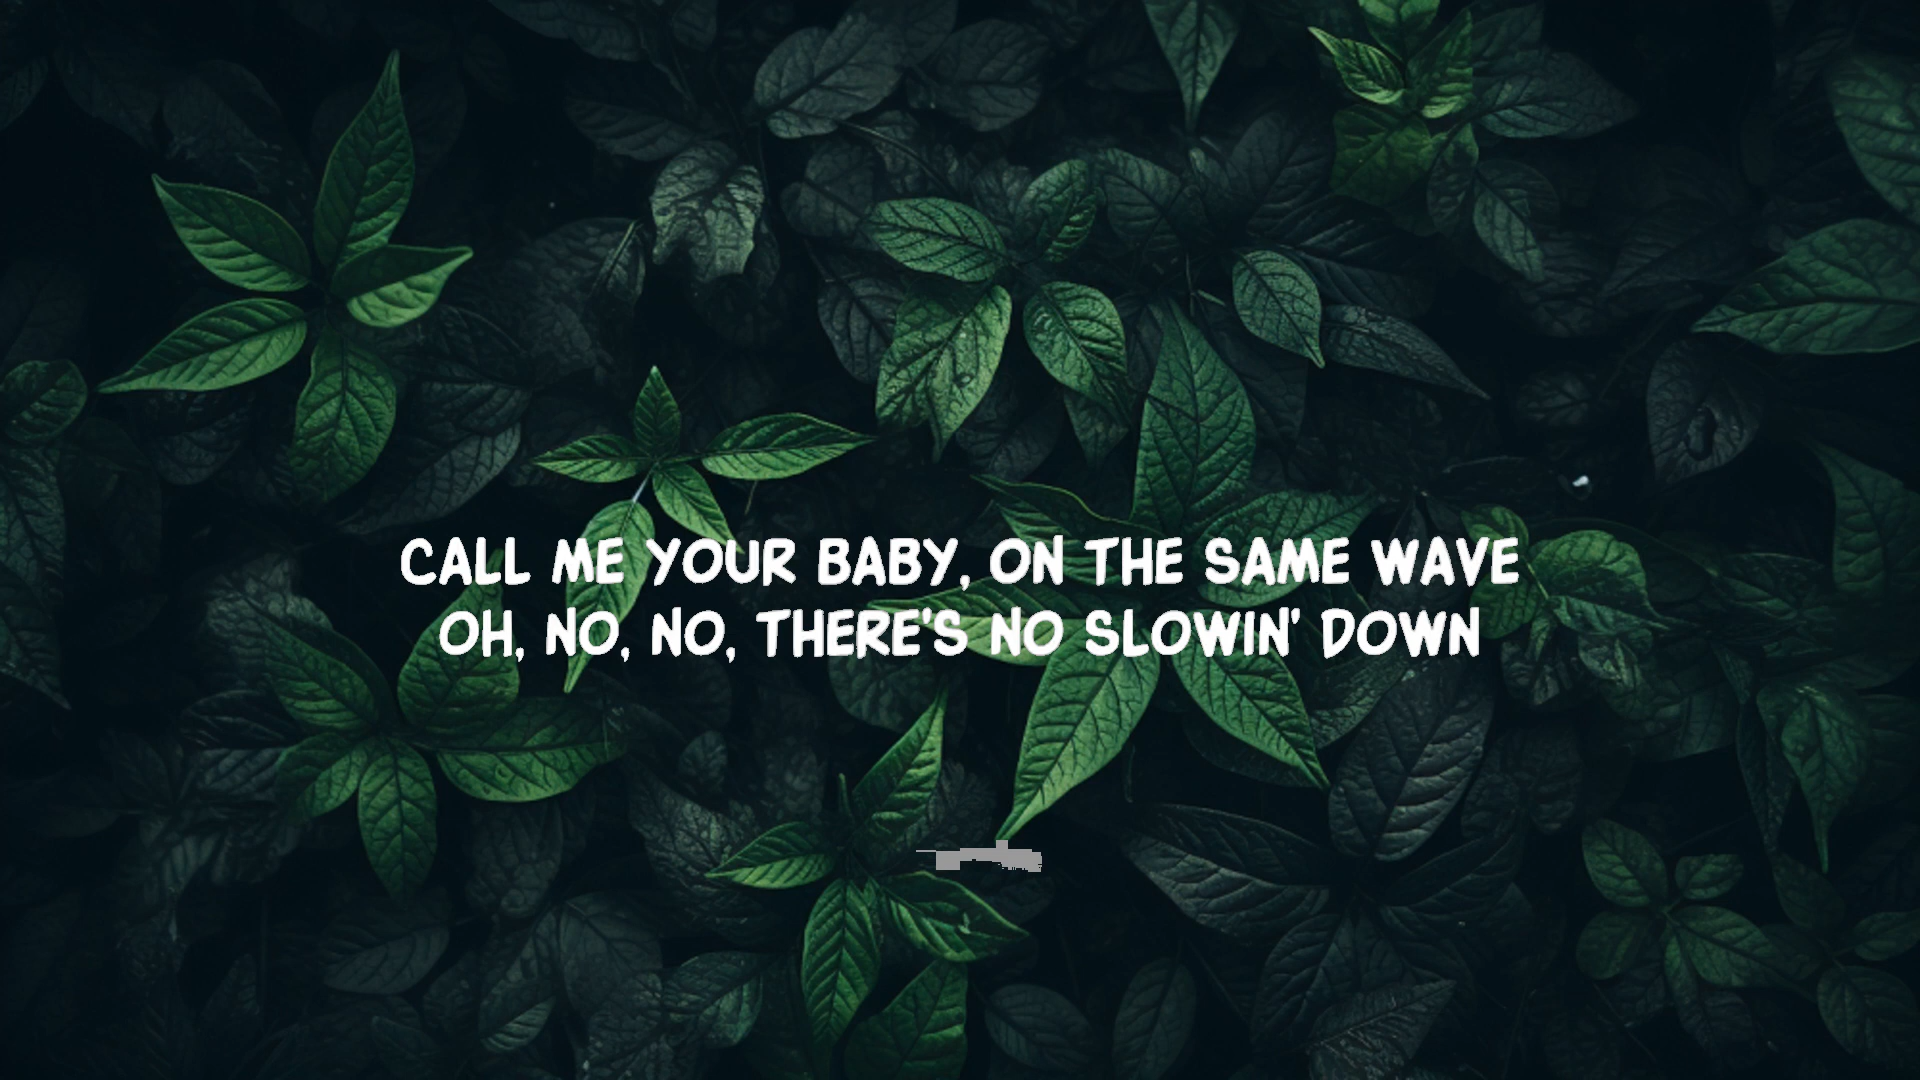 CALL ME YOUR BABY, ON THE SAME WAVE
OH, NO, NO, THERE'S NO SLOWIN' DOWN